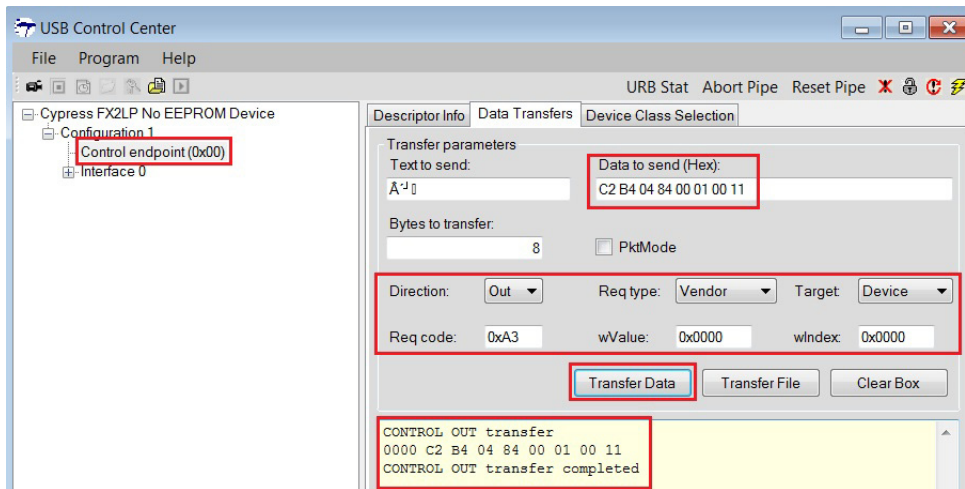 USB Control Center
File Program Help
URB Stat Abort Pipe Reset Pipe
Cypress FX2LP No EEPROM Device
Configuration 1
Control endpoint (0x00)
Interface 0
Descriptor Info Data Transfers Device Class Selection
Transfer parameters
Text to send: Data to send (Hex):
C2 B4 04 84 00 01 00 11
Bytes to transfer:
8 PktMode
Direction: Out Req type: Vendor Target: Device
Req code: 0xA3 wValue: 0x0000 wIndex: 0x0000
Transfer Data Transfer File Clear Box
CONTROL OUT transfer
0000 C2 B4 04 84 00 01 00 11
CONTROL OUT transfer completed